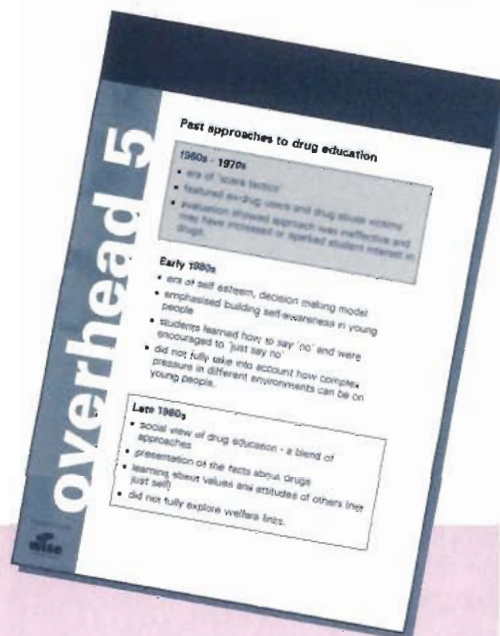 overhead 5
Past approaches to drug education
1960s - 1970s
• era of 'scare tactics'
• featured ex-drug users and drug abuse victims
• evaluation showed approach was ineffective and
may have increased or sparked student interest in
drugs.
Early 1980s
• era of self esteem, decision making model
• emphasised building self-awareness in young
people
• students learned how to say 'no' and were
encouraged to 'just say no'
• did not fully take into account how complex
pressure in different environments can be on
young people.
Late 1980s
• social view of drug education - a blend of
approaches
• presentation of the facts about drugs
• learning about values and attitudes of others (not
just self)
• did not fully explore welfare links.
wise